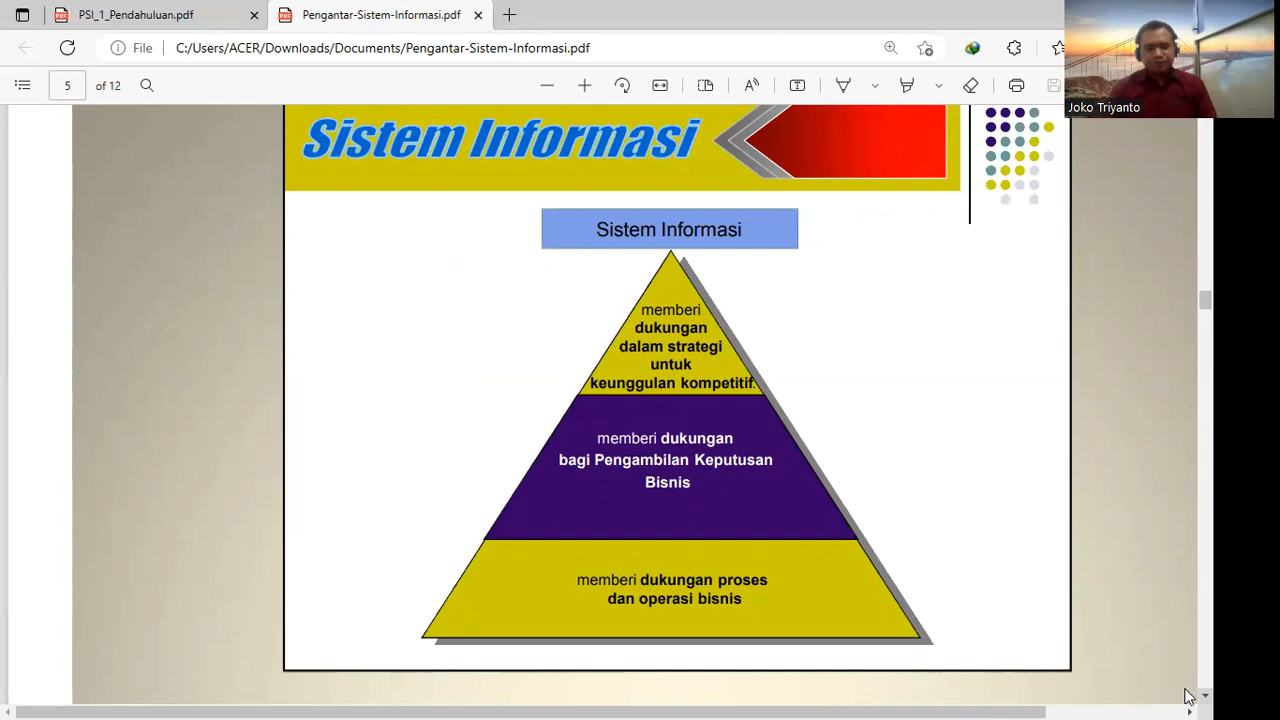 PSI_1_Pendahuluan.pdf
Pengantar-Sistem-Informasi.pdf
File
C:/Users/ACER/Downloads/Documents/Pengantar-Sistem-Informasi.pdf
5 of 12
Joko Triyanto
Sistem Informasi
Sistem Informasi
memberi
dukungan
dalam strategi
untuk
keunggulan kompetitif.
memberi dukungan
bagi Pengambilan Keputusan
Bisnis
memberi dukungan proses
dan operasi bisnis